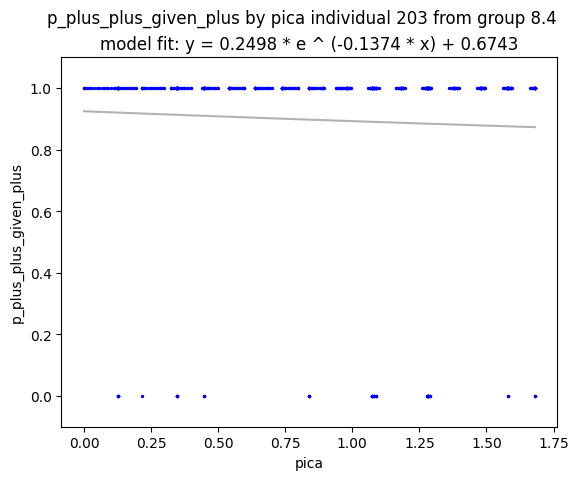 p_plus_plus_given_plus by pica individual 203 from group 8.4
model fit: y = 0.2498 * e ^ (-0.1374 * x) + 0.6743
1.0
0.8
0.6
0.4
0.2
0.0
p_plus_plus_given_plus
0.00 0.25 0.50 0.75 1.00 1.25 1.50 1.75
pica